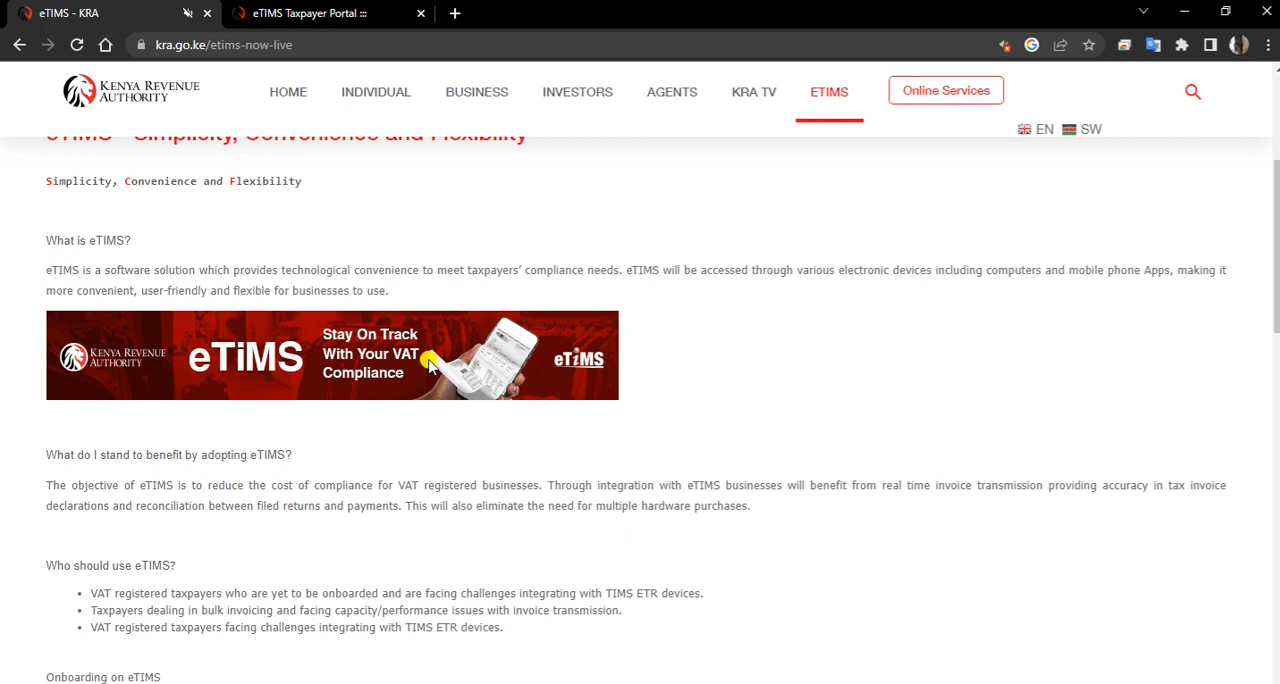 eTIMS - KRA
eTIMS Taxpayer Portal :::
kra.go.ke/etims-now-live
KENYA REVENUE
AUTHORITY
HOME INDIVIDUAL BUSINESS INVESTORS AGENTS KRA TV ETIMS Online Services
EN SW
eTIMS - Simplicity, Convenience and Flexibility
Simplicity, Convenience and Flexibility
What is eTIMS?
eTIMS is a software solution which provides technological convenience to meet taxpayers’ compliance needs. eTIMS will be accessed through various electronic devices including computers and mobile phone Apps, making it
more convenient, user-friendly and flexible for businesses to use.
KENYA REVENUE
AUTHORITY
eTiMS
Stay On Track
With Your VAT
Compliance
eTiMS
What do I stand to benefit by adopting eTIMS?
The objective of eTIMS is to reduce the cost of compliance for VAT registered businesses. Through integration with eTIMS businesses will benefit from real time invoice transmission providing accuracy in tax invoice
declarations and reconciliation between filed returns and payments. This will also eliminate the need for multiple hardware purchases.
Who should use eTIMS?
• VAT registered taxpayers who are yet to be onboarded and are facing challenges integrating with TIMS ETR devices.
• Taxpayers dealing in bulk invoicing and facing capacity/performance issues with invoice transmission.
• VAT registered taxpayers facing challenges integrating with TIMS ETR devices.
Onboarding on eTIMS